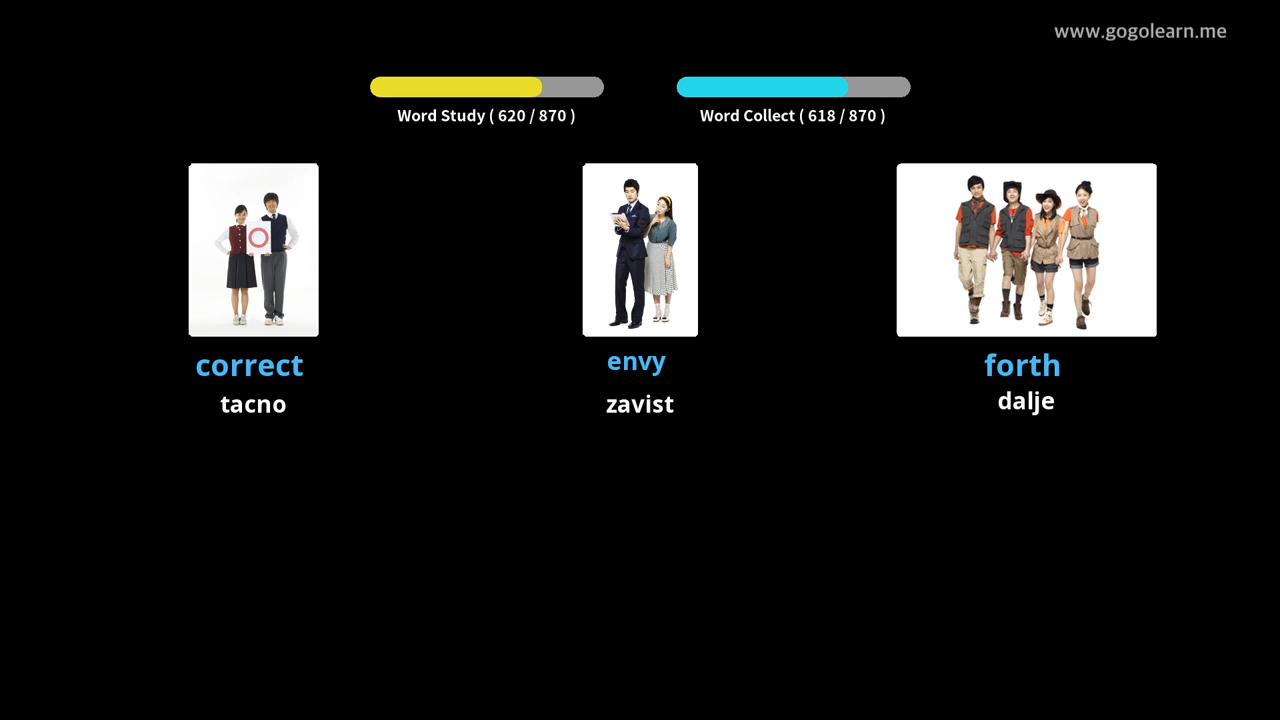 www.gogolearn.me
Word Study ( 620 / 870 )
Word Collect ( 618 / 870 )
correct
tacno
envy
zavist
forth
dalje